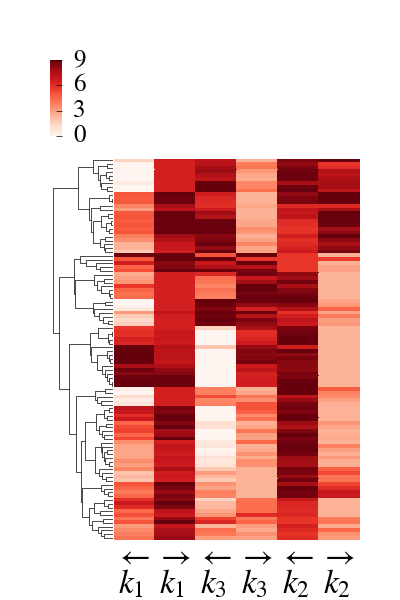 9
6
3
0
← → ← → ← →
k₁ k₁ k₃ k₃ k₂ k₂